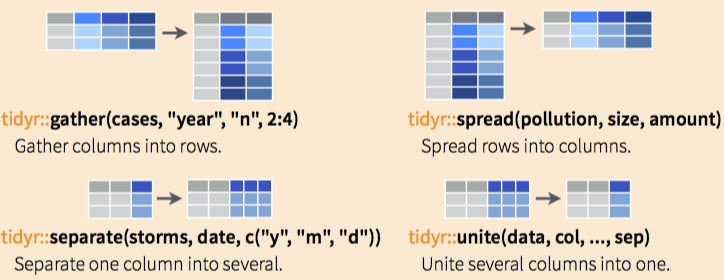 tidyr::gather(cases, "year", "n", 2:4)
Gather columns into rows.
tidyr::spread(pollution, size, amount)
Spread rows into columns.
tidyr::separate(storms, date, c("y", "m", "d"))
Separate one column into several.
tidyr::unite(data, col, ..., sep)
Unite several columns into one.